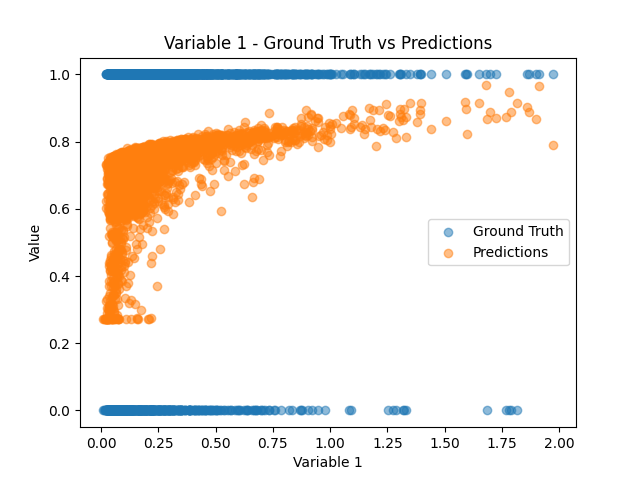 Variable 1 - Ground Truth vs Predictions
1.0
0.8
0.6
0.4
0.2
0.0
Value
Ground Truth
Predictions
0.00 0.25 0.50 0.75 1.00 1.25 1.50 1.75 2.00
Variable 1